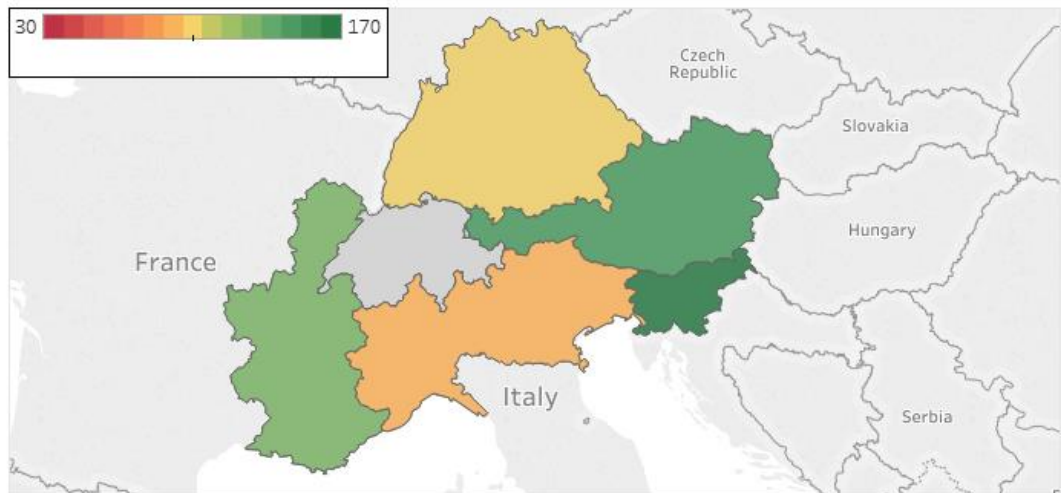 30 170
Czech
Republic
Slovakia
Hungary
France
Italy
Serbia